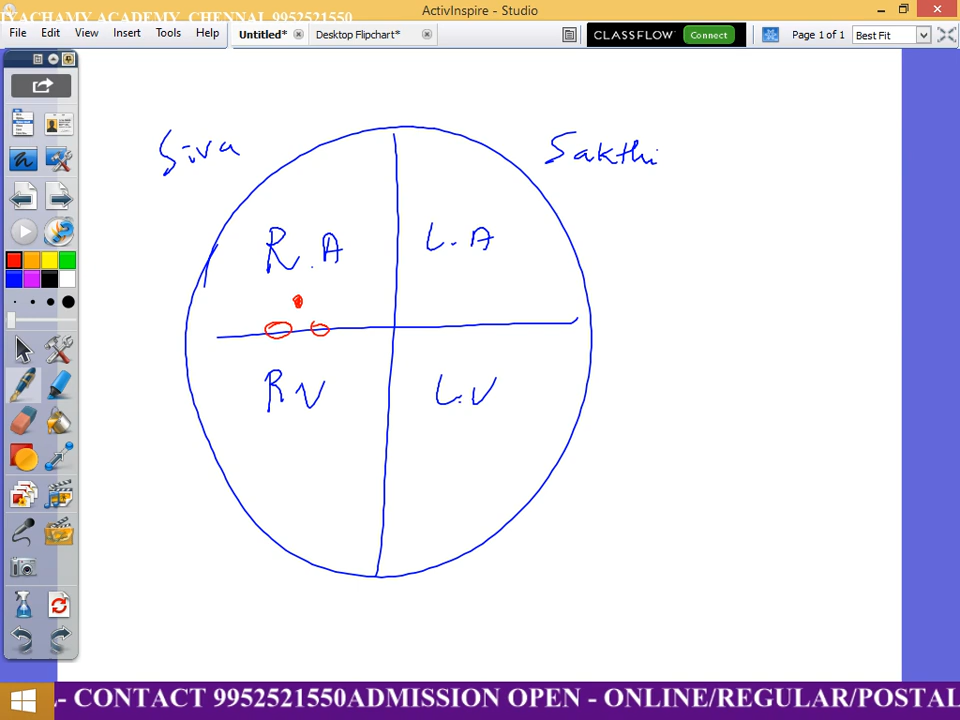 IYACHAMY ACADEMY, CHENNAI 9952521550
ActivInspire - Studio
File Edit View Insert Tools Help
Untitled* Desktop Flipchart*
CLASSFLOW Connect
Page 1 of 1 Best Fit
Siva Sakthi
R.A L.A
RV L.V
L- CONTACT 9952521550ADMISSION OPEN - ONLINE/REGULAR/POSTAL